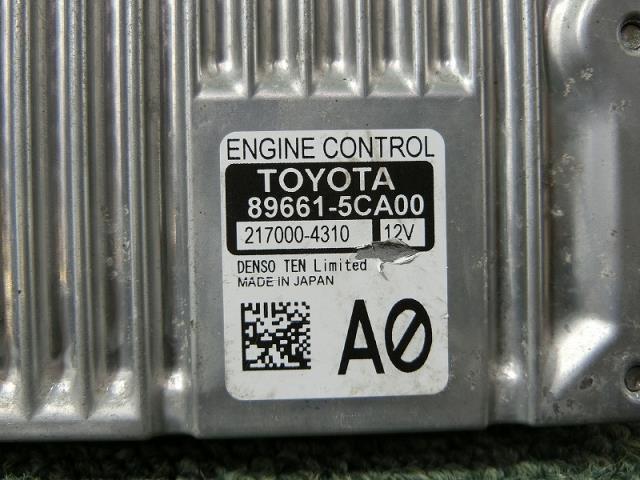 ENGINE CONTROL
TOYOTA
89661-5CA00
217000-4310 12V
DENSO TEN Limited
MADE IN JAPAN
A0